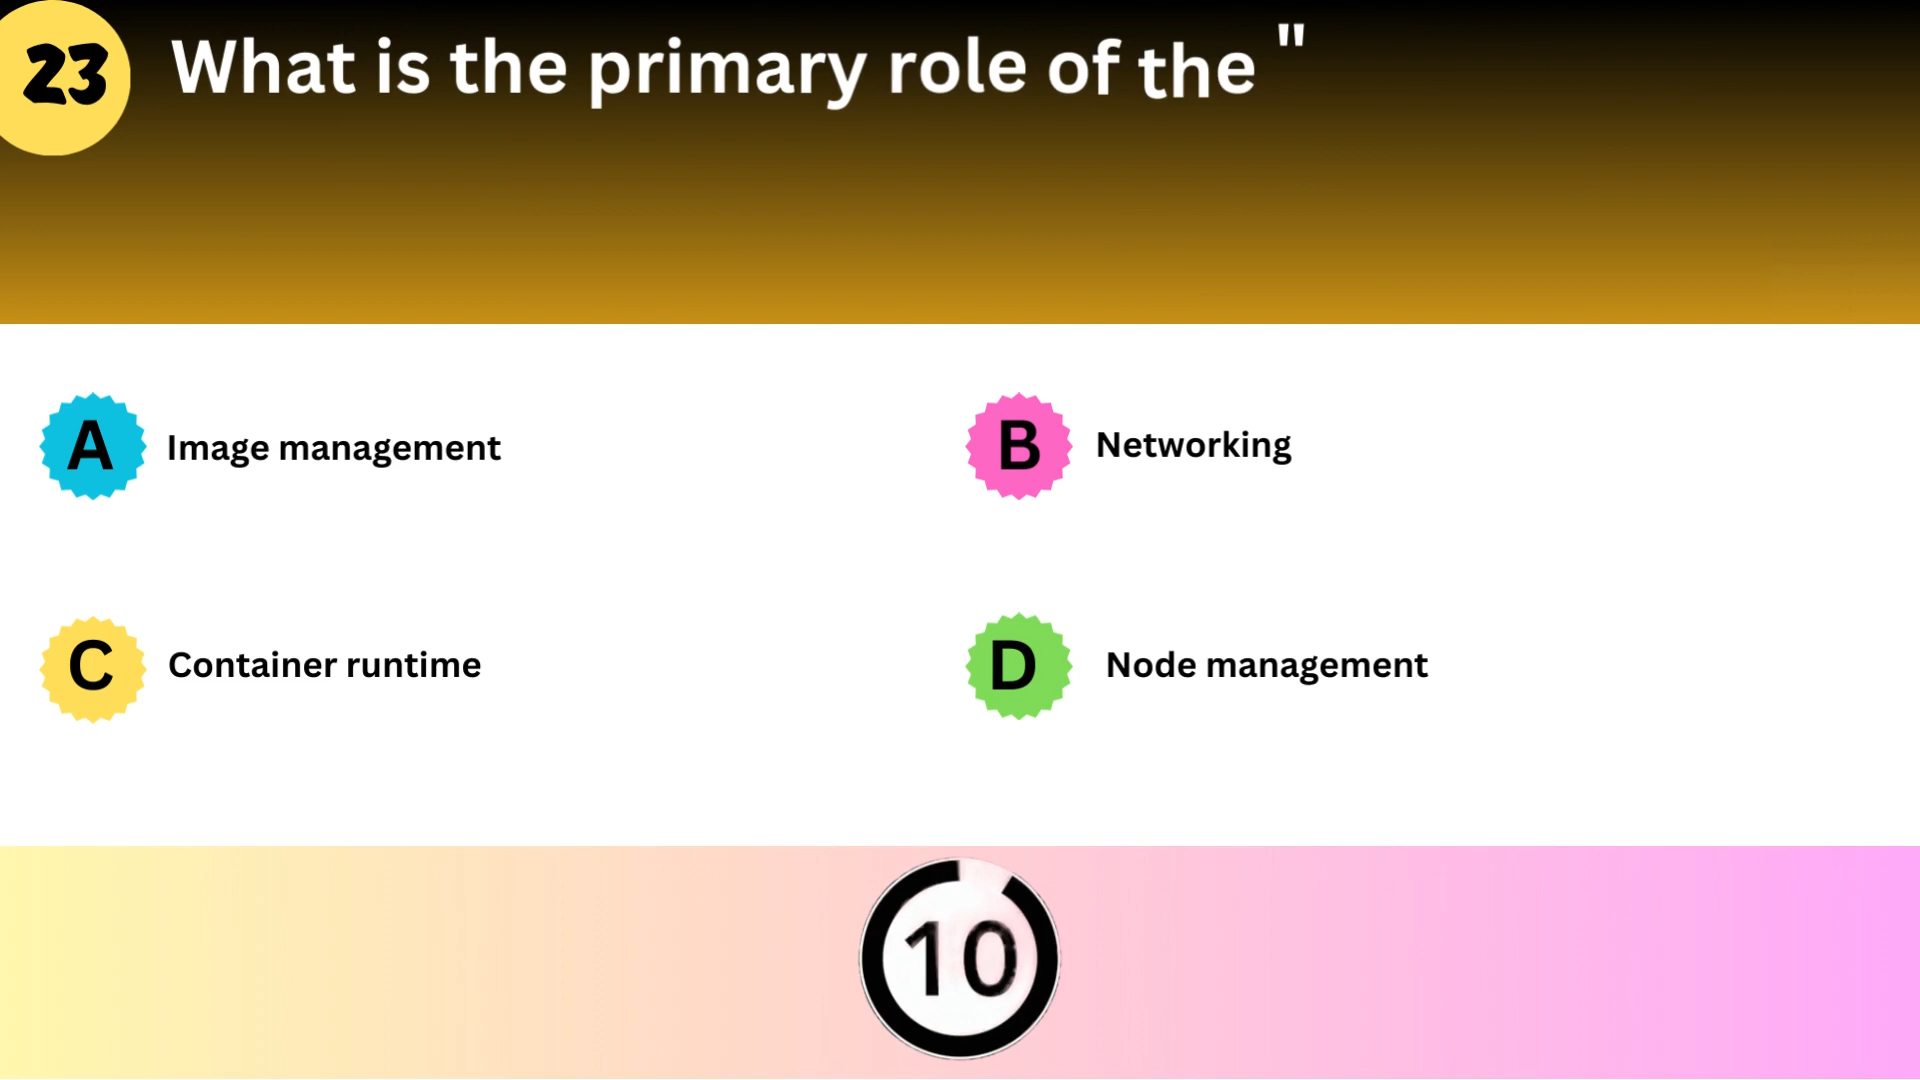 23
What is the primary role of the "
A Image management
B Networking
C Container runtime
D Node management
10